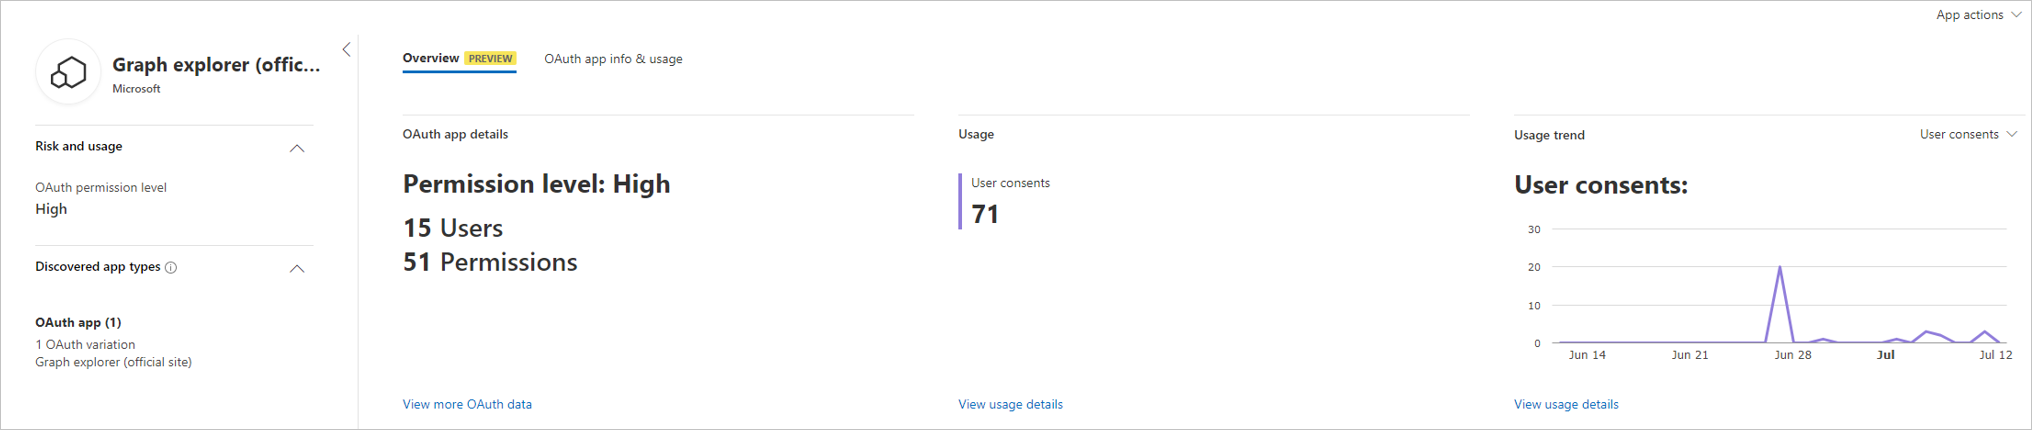 App actions
Graph explorer (offic...
Microsoft
Risk and usage
OAuth permission level
High
Discovered app types
OAuth app (1)
1 OAuth variation
Graph explorer (official site)
Overview PREVIEW
OAuth app info & usage
OAuth app details
Permission level: High
15 Users
51 Permissions
View more OAuth data
Usage
User consents
71
View usage details
Usage trend
User consents
User consents:
30
20
10
0
Jun 14 Jun 21 Jun 28 Jul Jul 12
View usage details